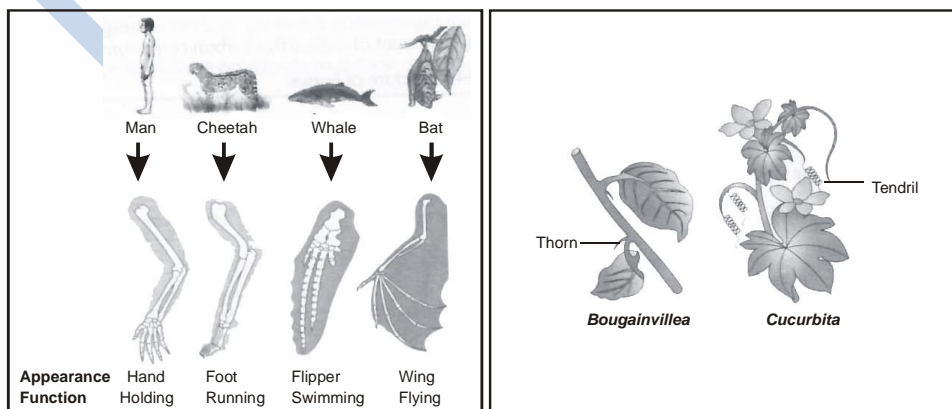 Man Cheetah Whale Bat
Appearance Hand Foot Flipper Wing
Function Holding Running Swimming Flying
Thorn
Tendril
Bougainvillea Cucurbita